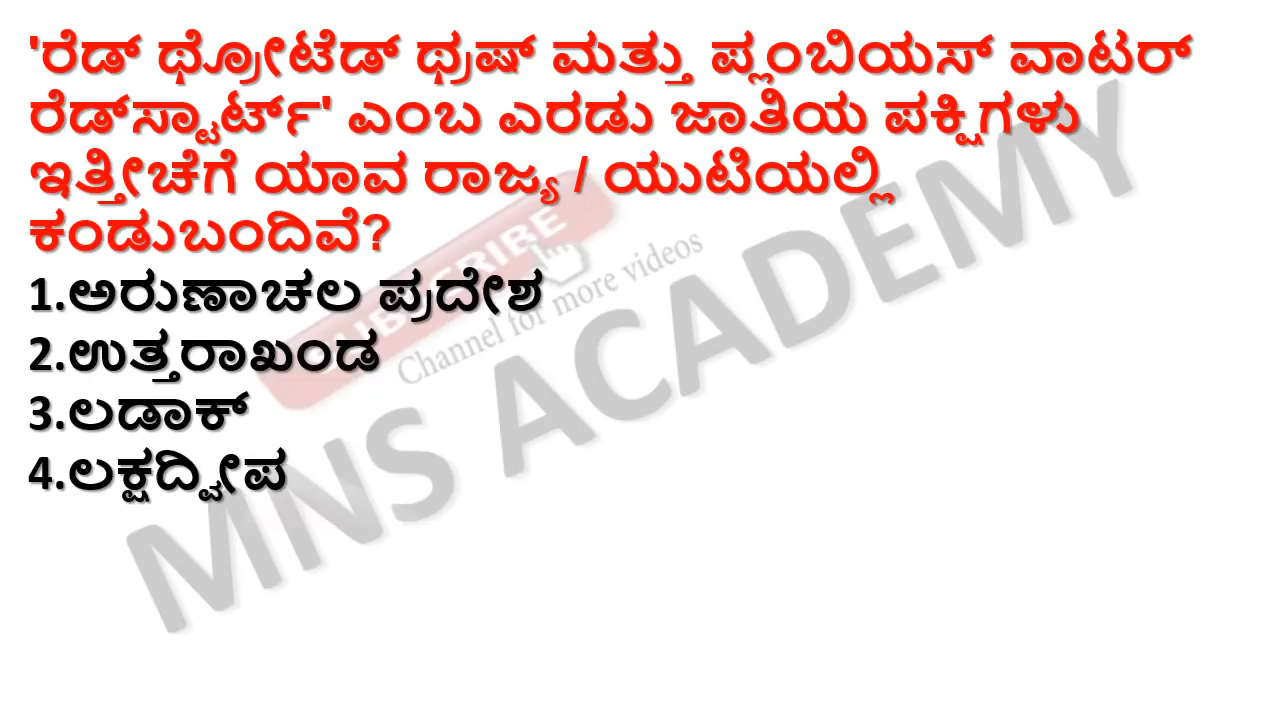 'ರೆಡ್ ಥ್ರೋಟೆಡ್ ಥ್ರಷ್ ಮತ್ತು ಪ್ಲಂಬಿಯಸ್ ವಾಟರ್
ರೆಡ್‌ಸ್ಟಾರ್ಟ್' ಎಂಬ ಎರಡು ಜಾತಿಯ ಪಕ್ಷಿಗಳು
ಇತ್ತೀಚೆಗೆ ಯಾವ ರಾಜ್ಯ / ಯುಟಿಯಲ್ಲಿ
ಕಂಡುಬಂದಿವೆ?
1.ಅರುಣಾಚಲ ಪ್ರದೇಶ
2.ಉತ್ತರಾಖಂಡ
3.ಲಡಾಕ್
4.ಲಕ್ಷದ್ವೀಪ
SUBSCRIBE
Channel for more videos
MNS ACADEMY